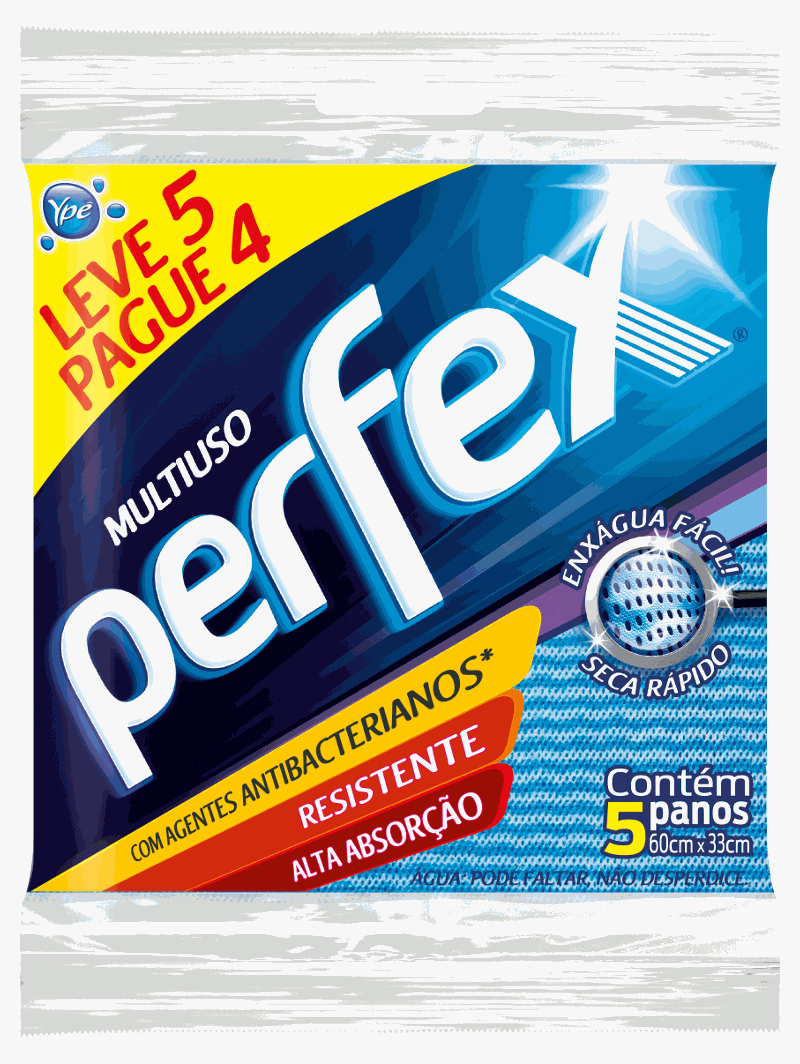 Ypê
LEVE 5
PAGUE 4
MULTIUSO
perfex
®
ENXÁGUA FÁCIL!
SECA RÁPIDO
COM AGENTES ANTIBACTERIANOS*
RESISTENTE
ALTA ABSORÇÃO
Contém
5 panos
60cm x 33cm
ÁGUA: PODE FALTAR, NÃO DESPERDICE.